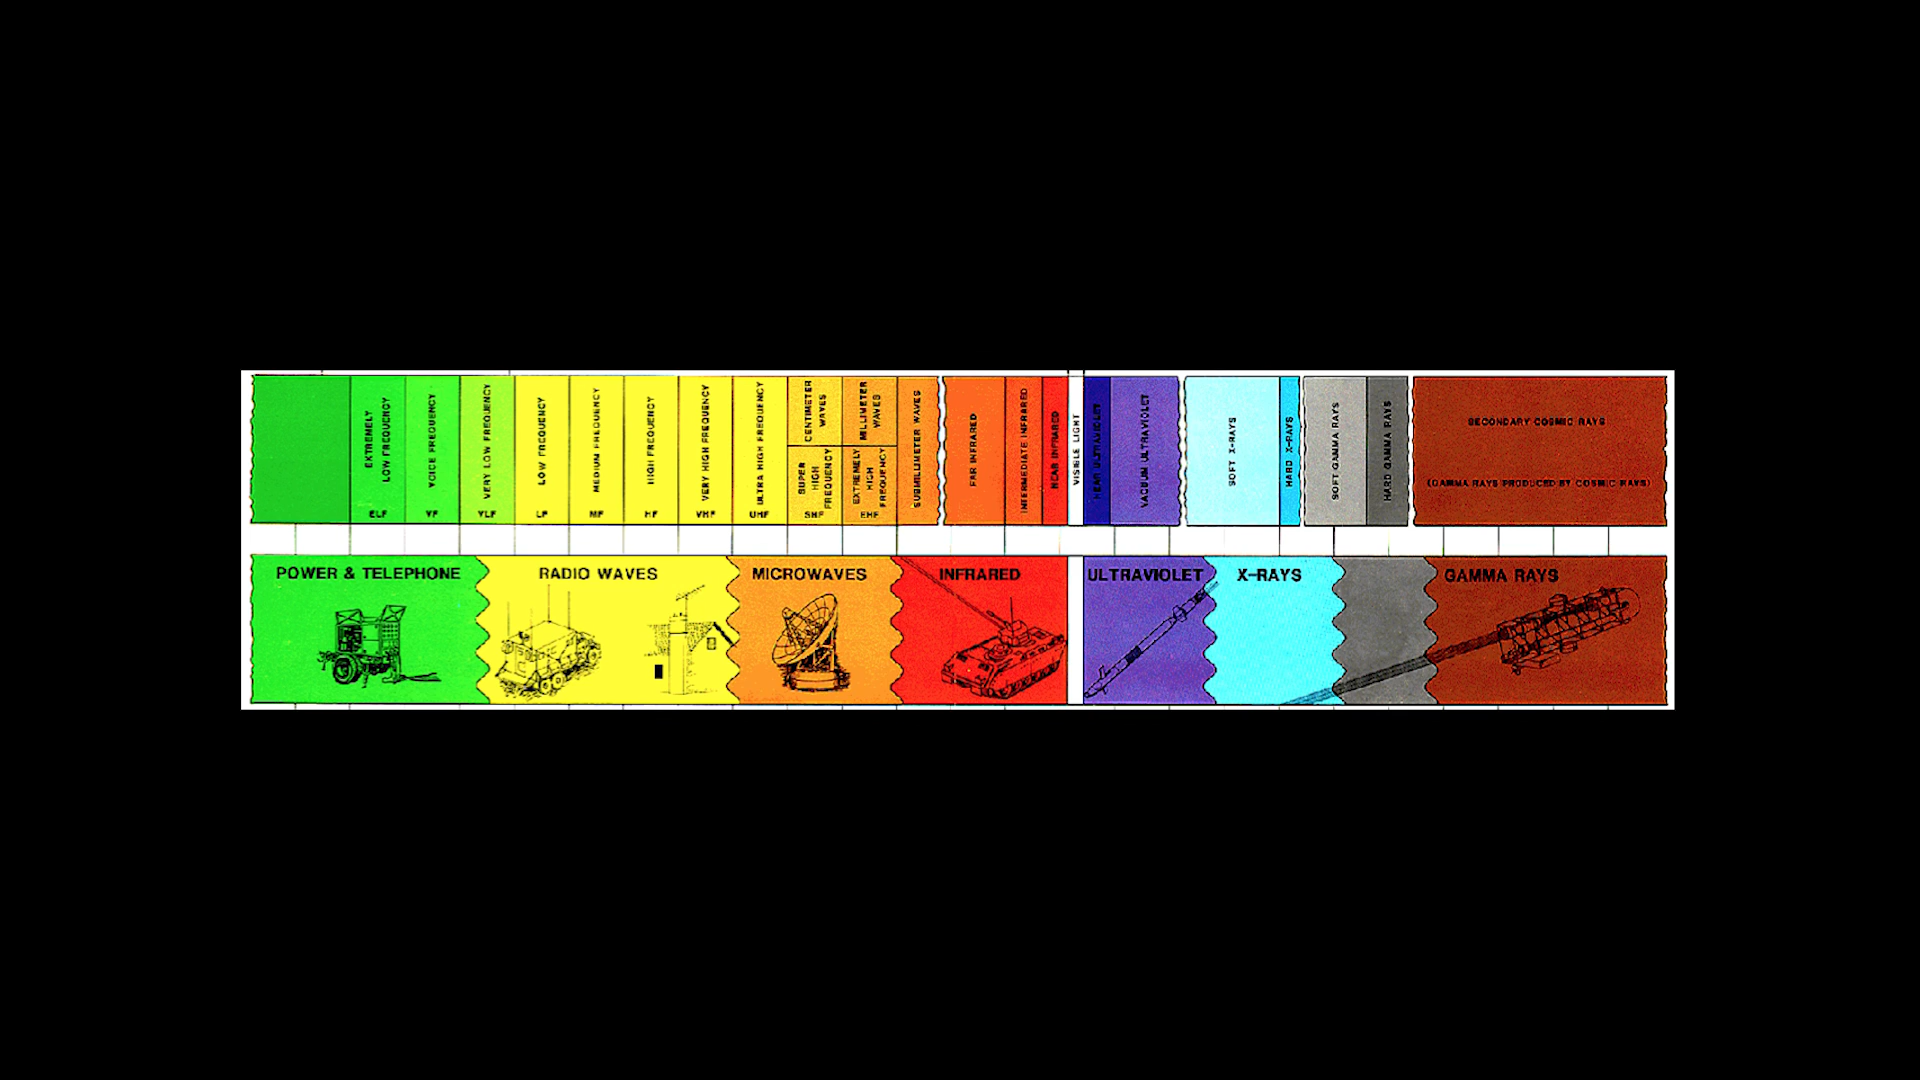 EXTREMELY
LOW FREQUENCY
ELF
VOICE FREQUENCY
VF
VERY LOW FREQUENCY
VLF
LOW FREQUENCY
LF
MEDIUM FREQUENCY
MF
HIGH FREQUENCY
HF
VERY HIGH FREQUENCY
VHF
ULTRA HIGH FREQUENCY
UHF
CENTIMETER
WAVES
SUPER
HIGH
FREQUENCY
SHF
MILLIMETER
WAVES
EXTREMELY
HIGH
FREQUENCY
EHF
SUBMILLIMETER WAVES
FAR INFRARED
INTERMEDIATE INFRARED
NEAR INFRARED
VISIBLE LIGHT
NEAR ULTRAVIOLET
VACUUM ULTRAVIOLET
SOFT X-RAYS
HARD X-RAYS
SOFT GAMMA RAYS
HARD GAMMA RAYS
SECONDARY COSMIC RAYS
(GAMMA RAYS PRODUCED BY COSMIC RAYS)
POWER & TELEPHONE
RADIO WAVES
MICROWAVES
INFRARED
ULTRAVIOLET
X-RAYS
GAMMA RAYS